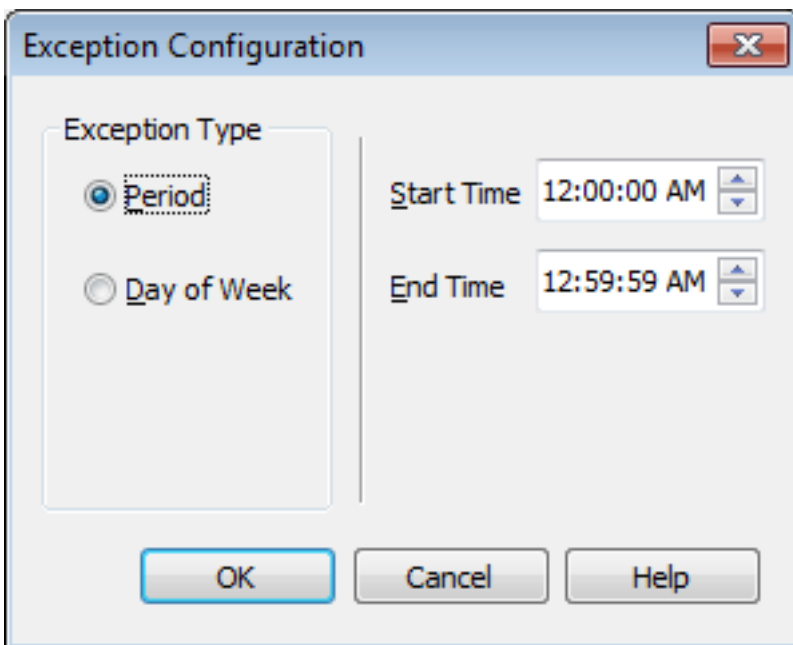 Exception Configuration
Exception Type
Period
Start Time 12:00:00 AM
Day of Week
End Time 12:59:59 AM
OK Cancel Help